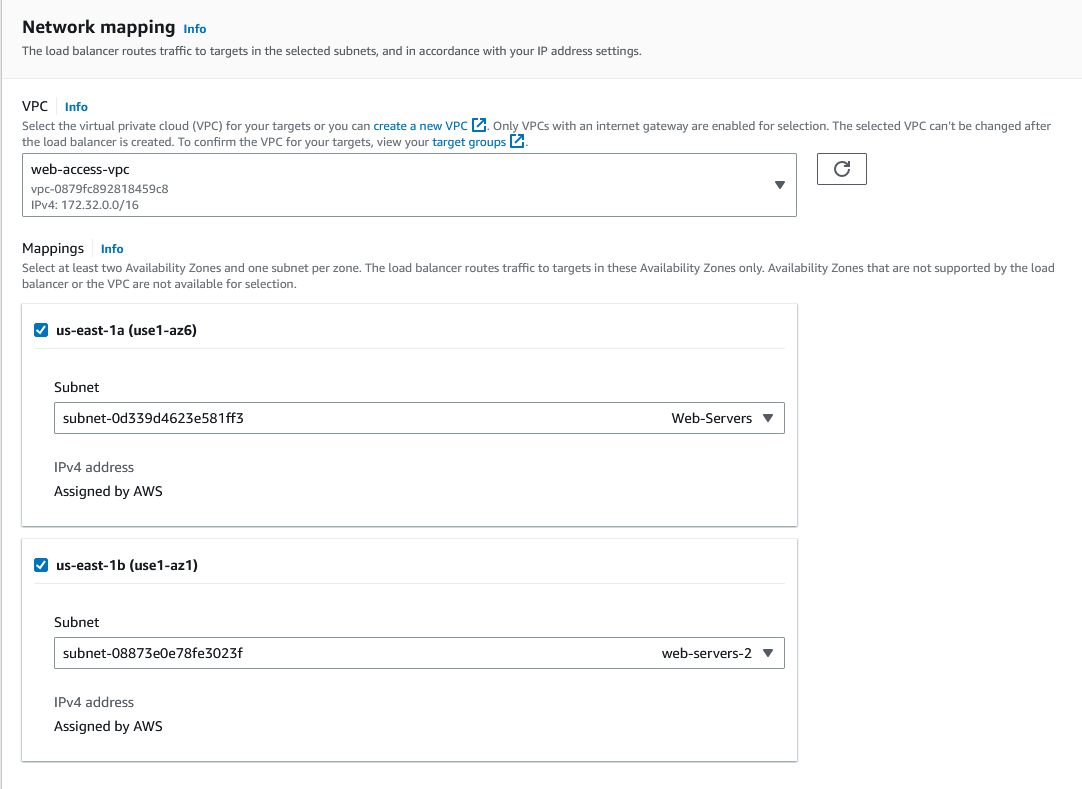 Network mapping Info
The load balancer routes traffic to targets in the selected subnets, and in accordance with your IP address settings.
VPC Info
Select the virtual private cloud (VPC) for your targets or you can create a new VPC. Only VPCs with an internet gateway are enabled for selection. The selected VPC can't be changed after
the load balancer is created. To confirm the VPC for your targets, view your target groups.
web-access-vpc
vpc-0879fc892818459c8
IPv4: 172.32.0.0/16
Mappings Info
Select at least two Availability Zones and one subnet per zone. The load balancer routes traffic to targets in these Availability Zones only. Availability Zones that are not supported by the load
balancer or the VPC are not available for selection.
us-east-1a (use1-az6)
Subnet
subnet-0d339d4623e581ff3 Web-Servers
IPv4 address
Assigned by AWS
us-east-1b (use1-az1)
Subnet
subnet-08873e0e78fe3023f web-servers-2
IPv4 address
Assigned by AWS